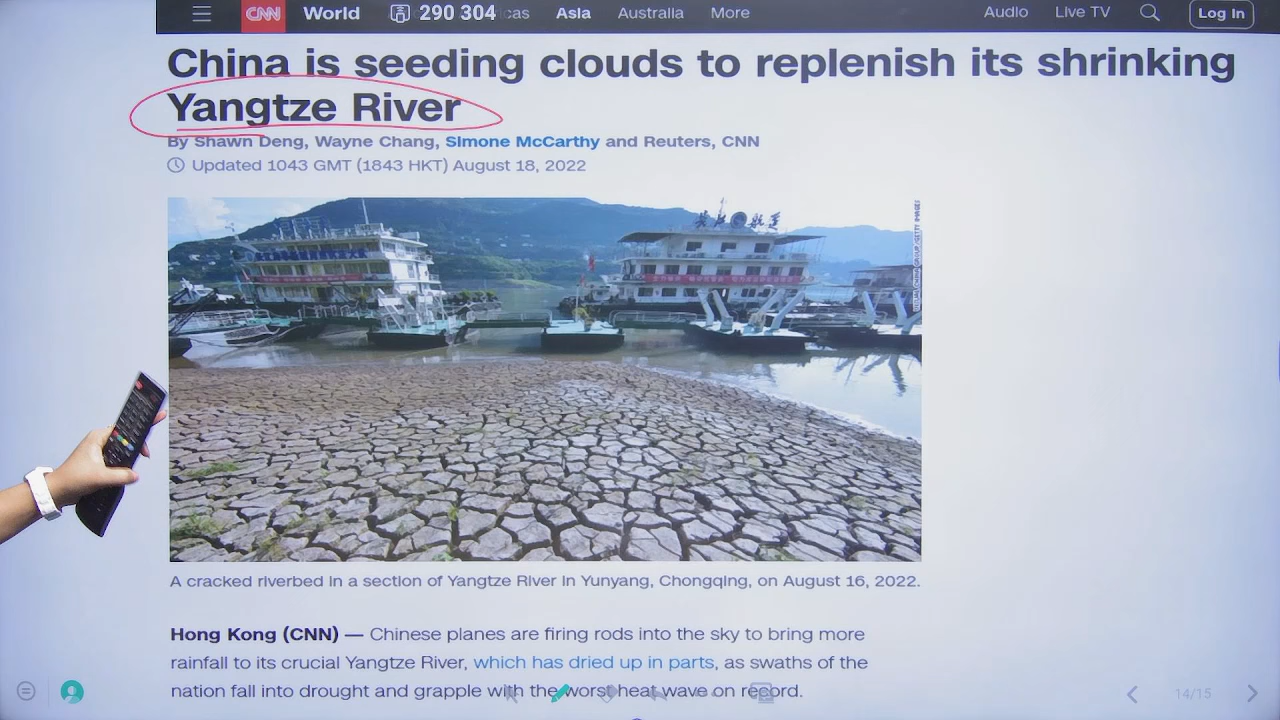 CNN World 290 304 cas Asia Australia More Audio Live TV Log In
China is seeding clouds to replenish its shrinking
Yangtze River
By Shawn Deng, Wayne Chang, Simone McCarthy and Reuters, CNN
Updated 1043 GMT (1843 HKT) August 18, 2022
A cracked riverbed in a section of Yangtze River in Yunyang, Chongqing, on August 16, 2022.
Hong Kong (CNN) — Chinese planes are firing rods into the sky to bring more
rainfall to its crucial Yangtze River, which has dried up in parts, as swaths of the
nation fall into drought and grapple with the worst heat wave on record.
14/15